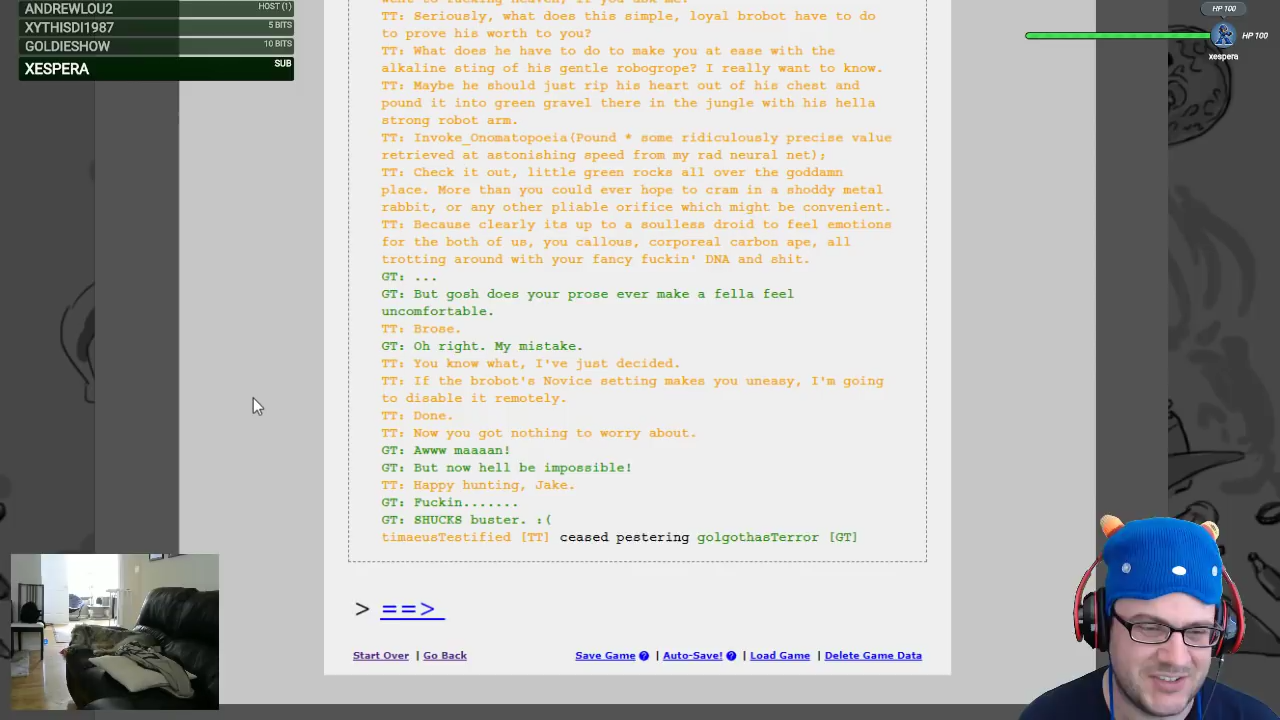 ANDREWLOU2 HOST (1)
XYTHISDI1987 5 BITS
GOLDIESHOW 10 BITS
XESPERA SUB
HP 100
HP 100
xespera
TT: Seriously, what does this simple, loyal brobot have to do
to prove his worth to you?
TT: What does he have to do to make you at ease with the
alkaline sting of his gentle robogrope? I really want to know.
TT: Maybe he should just rip his heart out of his chest and
pound it into green gravel there in the jungle with his hella
strong robot arm.
TT: Invoke_Onomatopoeia(Pound * some ridiculously precise value
retrieved at astonishing speed from my rad neural net);
TT: Check it out, little green rocks all over the goddamn
place. More than you could ever hope to cram in a shoddy metal
rabbit, or any other pliable orifice which might be convenient.
TT: Because clearly its up to a soulless droid to feel emotions
for the both of us, you callous, corporeal carbon ape, all
trotting around with your fancy fuckin' DNA and shit.
GT: ...
GT: But gosh does your prose ever make a fella feel
uncomfortable.
TT: Brose.
GT: Oh right. My mistake.
TT: You know what, I've just decided.
TT: If the brobot's Novice setting makes you uneasy, I'm going
to disable it remotely.
TT: Done.
TT: Now you got nothing to worry about.
GT: Awww maaaan!
GT: But now hell be impossible!
TT: Happy hunting, Jake.
GT: Fuckin.......
GT: SHUCKS buster. :(
timaeusTestified [TT] ceased pestering golgothasTerror [GT]
> ==>
Start Over | Go Back
Save Game ? | Auto-Save! ? | Load Game | Delete Game Data